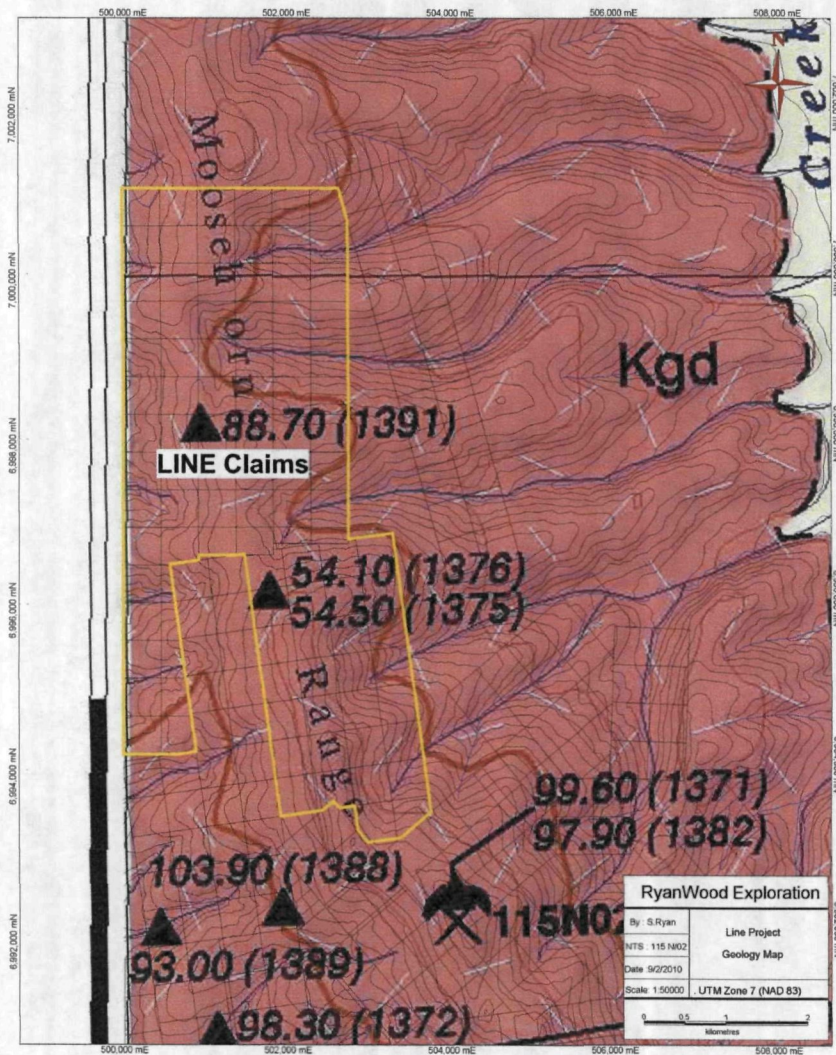 500,000 mE 502,000 mE 504,000 mE 506,000 mE 508,000 mE
7,002,000 mN
7,000,000 mN
6,998,000 mN
6,996,000 mN
6,994,000 mN
6,992,000 mN
N
Creek
Moosehorn
Kgd
88.70 (1391)
LINE Claims
54.10 (1376)
54.50 (1375)
Range
99.60 (1371)
97.90 (1382)
103.90 (1388)
115N02
93.00 (1389)
98.30 (1372)
RyanWood Exploration
By : S.Ryan
NTS : 115 N/02
Date :9/2/2010
Scale: 1:50000
Line Project
Geology Map
. UTM Zone 7 (NAD 83)
0 0.5 1 2
kilometres
500,000 mE 502,000 mE 504,000 mE 506,000 mE 508,000 mE